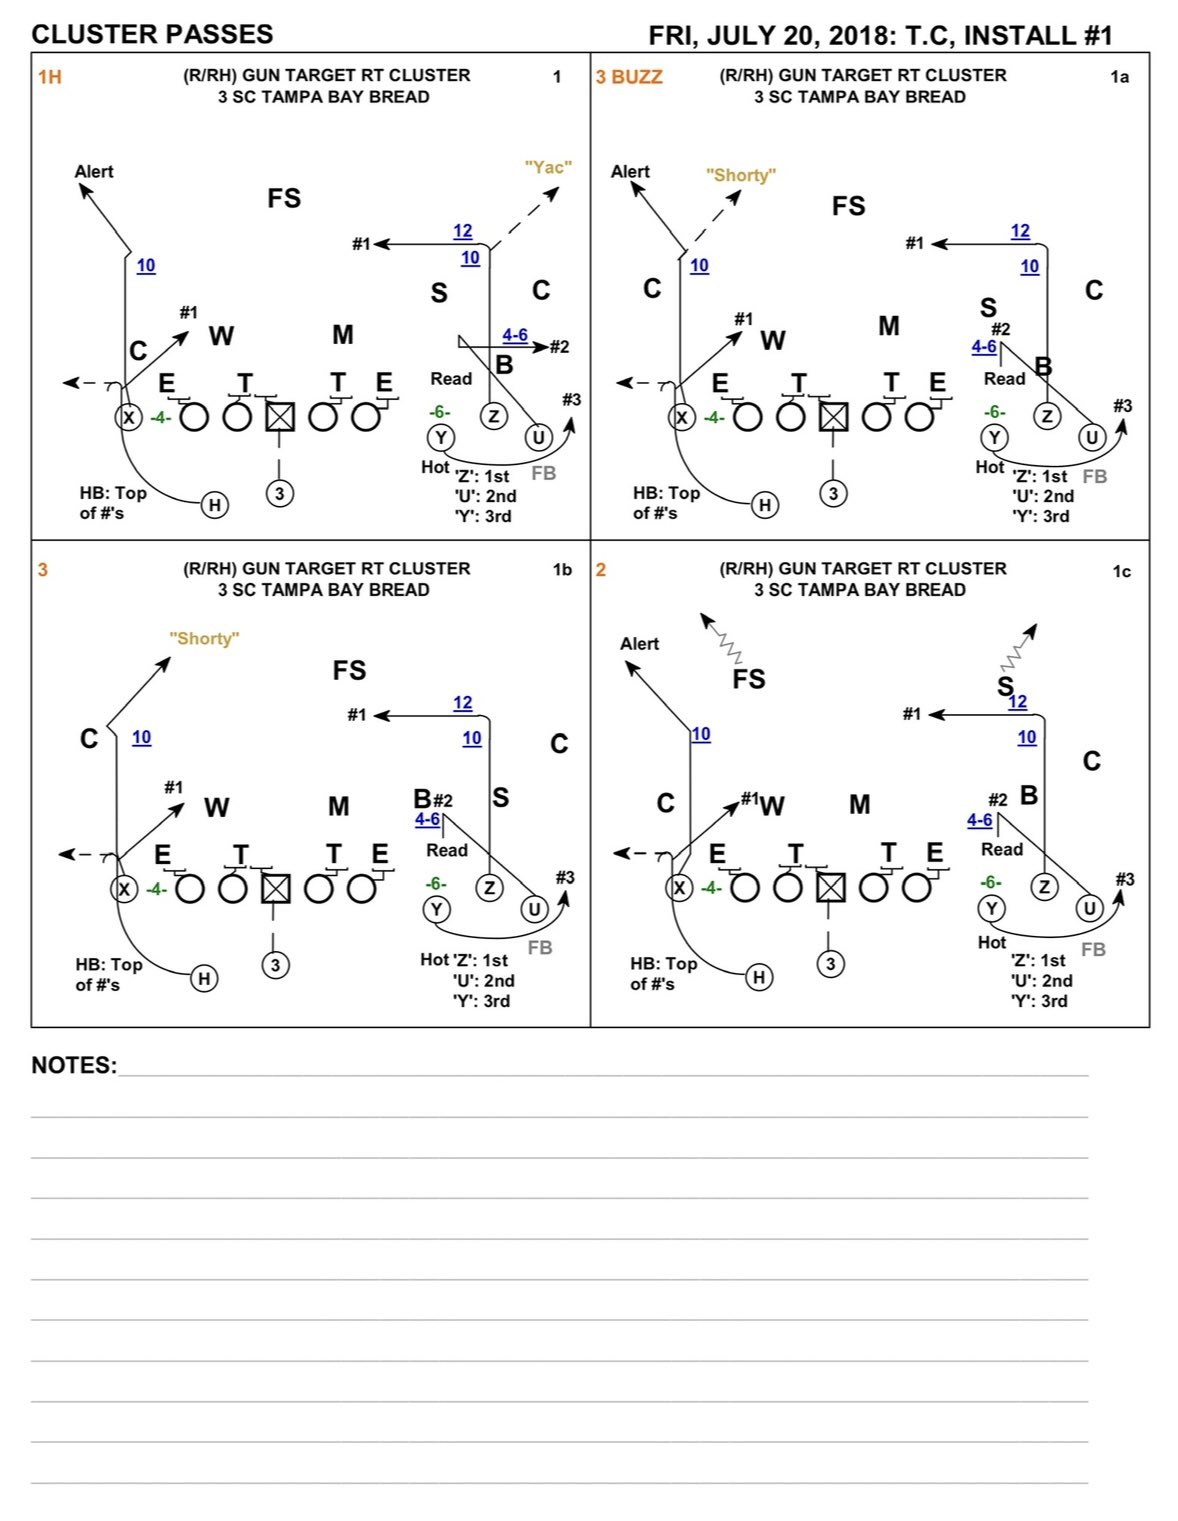 CLUSTER PASSES
FRI, JULY 20, 2018: T.C, INSTALL #1
1H
(R/RH) GUN TARGET RT CLUSTER
1
3 SC TAMPA BAY BREAD
Alert
"Yac"
FS
12
#1
10
10
S
C
#1
W
M
4-6
#2
C
B
E
T
T
E
Read
#3
X
-4-
-6-
Z
Y
U
Hot
'Z': 1st
FB
HB: Top
of #'s
H
3
'U': 2nd
'Y': 3rd
3 BUZZ
(R/RH) GUN TARGET RT CLUSTER
1a
3 SC TAMPA BAY BREAD
Alert
"Shorty"
FS
12
#1
10
10
C
C
S
#1
W
M
#2
4-6
B
E
T
T
E
Read
#3
X
-4-
-6-
Z
Y
U
Hot
'Z': 1st
FB
HB: Top
of #'s
H
3
'U': 2nd
'Y': 3rd
3
(R/RH) GUN TARGET RT CLUSTER
1b
3 SC TAMPA BAY BREAD
"Shorty"
FS
12
#1
C
10
10
C
#1
W
M
B
#2
S
4-6
E
T
T
E
Read
#3
X
-4-
-6-
Z
Y
U
FB
Hot
'Z': 1st
HB: Top
of #'s
H
3
'U': 2nd
'Y': 3rd
2
(R/RH) GUN TARGET RT CLUSTER
1c
3 SC TAMPA BAY BREAD
Alert
FS
S
12
#1
10
10
C
C
#1
W
M
#2
B
4-6
E
T
T
E
Read
#3
X
-4-
-6-
Z
Y
U
Hot
FB
'Z': 1st
HB: Top
of #'s
H
3
'U': 2nd
'Y': 3rd
NOTES: